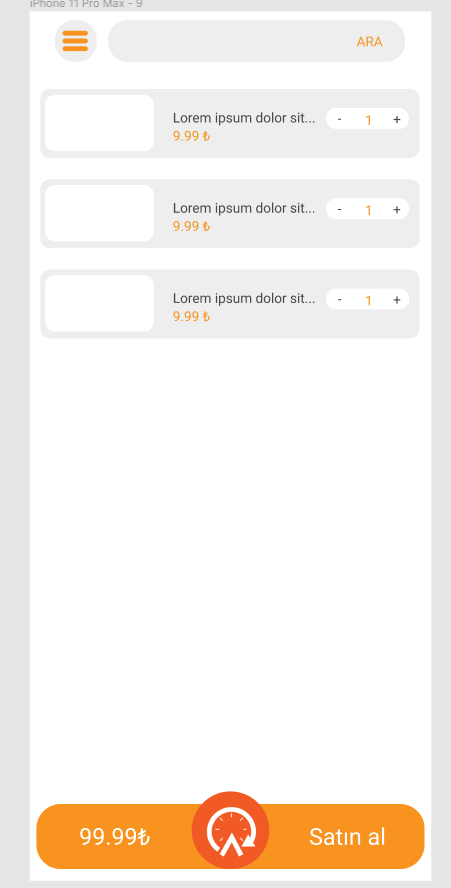 iPhone 11 Pro Max - 9
ARA
Lorem ipsum dolor sit...
- 1 +
9.99 ₺
Lorem ipsum dolor sit...
- 1 +
9.99 ₺
Lorem ipsum dolor sit...
- 1 +
9.99 ₺
99.99₺
Satın al